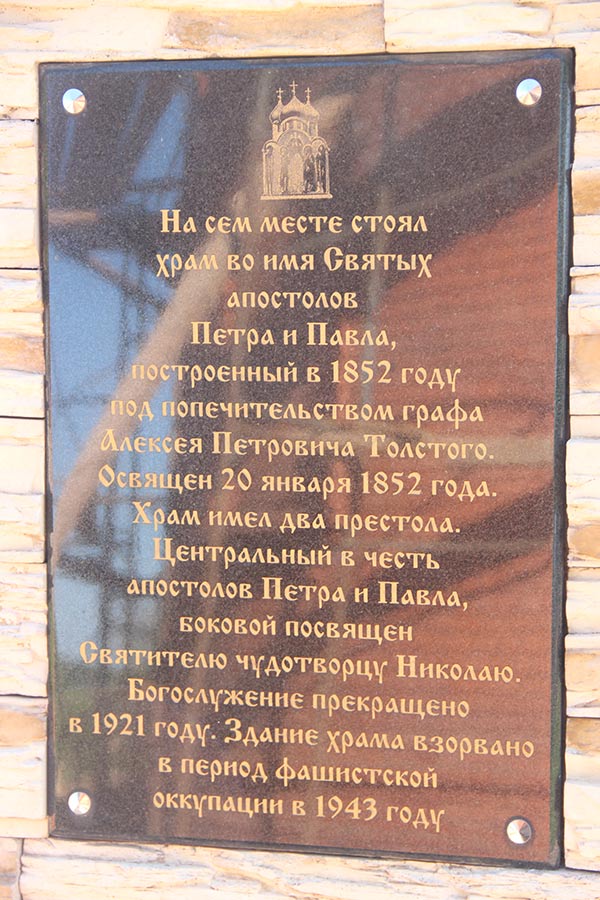 На сем месте стоял
храм во имя Святых
апостолов
Петра и Павла,
построенный в 1852 году
под попечительством графа
Алексея Петровича Толстого.
Освящен 20 января 1852 года.
Храм имел два престола.
Центральный в честь
апостолов Петра и Павла,
боковой посвящен
Святителю чудотворцу Николаю.
Богослужение прекращено
в 1921 году. Здание храма взорвано
в период фашистской
оккупации в 1943 году